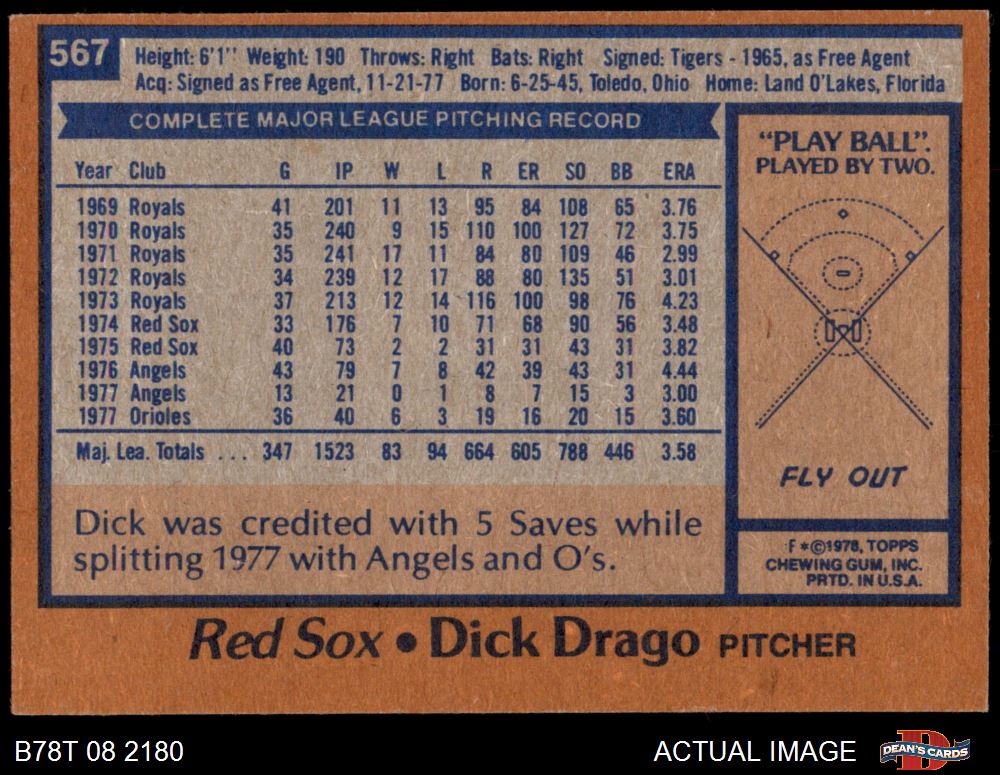 567
Height: 6'1'' Weight: 190 Throws: Right Bats: Right Signed: Tigers - 1965, as Free Agent
Acq: Signed as Free Agent, 11-21-77 Born: 6-25-45, Toledo, Ohio Home: Land O'Lakes, Florida
COMPLETE MAJOR LEAGUE PITCHING RECORD
Year Club G IP W L R ER SO BB ERA
1969 Royals 41 201 11 13 95 84 108 65 3.76
1970 Royals 35 240 9 15 110 100 127 72 3.75
1971 Royals 35 241 17 11 84 80 109 46 2.99
1972 Royals 34 239 12 17 88 80 135 51 3.01
1973 Royals 37 213 12 14 116 100 98 76 4.23
1974 Red Sox 33 176 7 10 71 68 90 56 3.48
1975 Red Sox 40 73 2 2 31 31 43 31 3.82
1976 Angels 43 79 7 8 42 39 43 31 4.44
1977 Angels 13 21 0 1 8 7 15 3 3.00
1977 Orioles 36 40 6 3 19 16 20 15 3.60
Maj. Lea. Totals ... 347 1523 83 94 664 605 788 446 3.58
Dick was credited with 5 Saves while
splitting 1977 with Angels and O's.
"PLAY BALL".
PLAYED BY TWO.
FLY OUT
F *©1978, TOPPS
CHEWING GUM, INC.
PRTD. IN U.S.A.
Red Sox • Dick Drago PITCHER
B78T 08 2180
ACTUAL IMAGE
D
DEAN'S CARDS